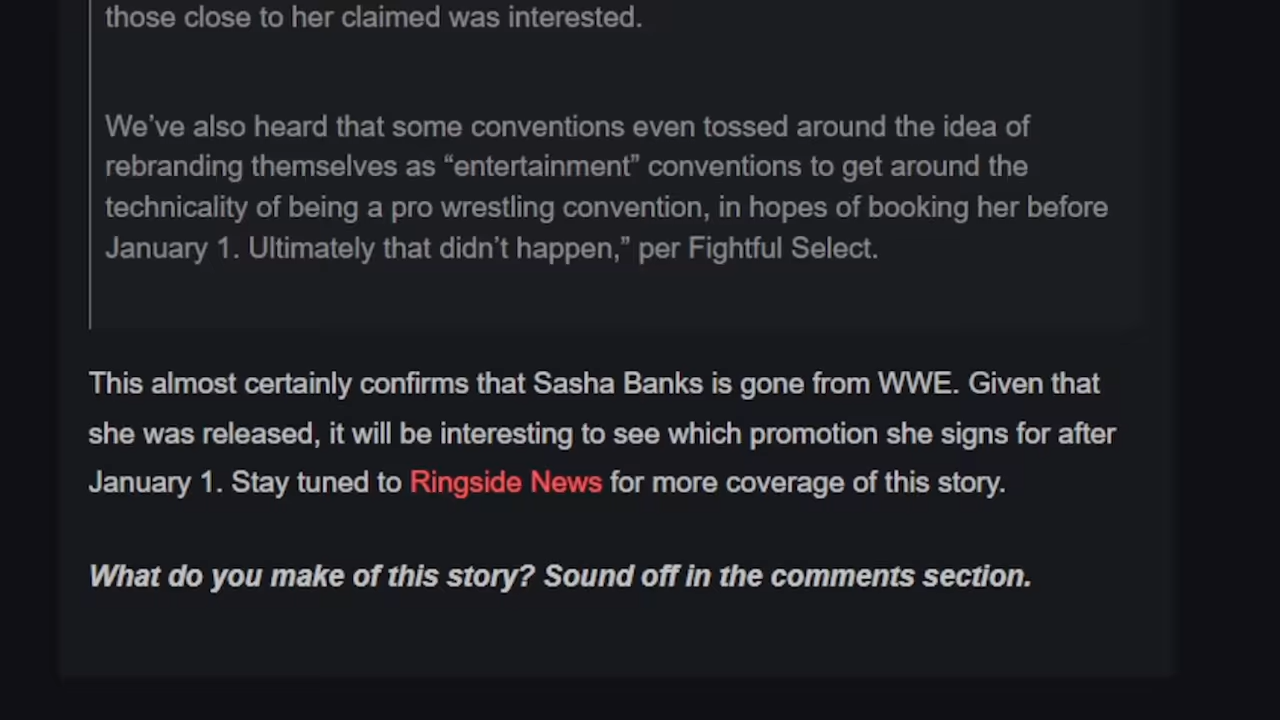 those close to her claimed was interested.
We’ve also heard that some conventions even tossed around the idea of
rebranding themselves as “entertainment” conventions to get around the
technicality of being a pro wrestling convention, in hopes of booking her before
January 1. Ultimately that didn’t happen,” per Fightful Select.
This almost certainly confirms that Sasha Banks is gone from WWE. Given that
she was released, it will be interesting to see which promotion she signs for after
January 1. Stay tuned to Ringside News for more coverage of this story.
What do you make of this story? Sound off in the comments section.